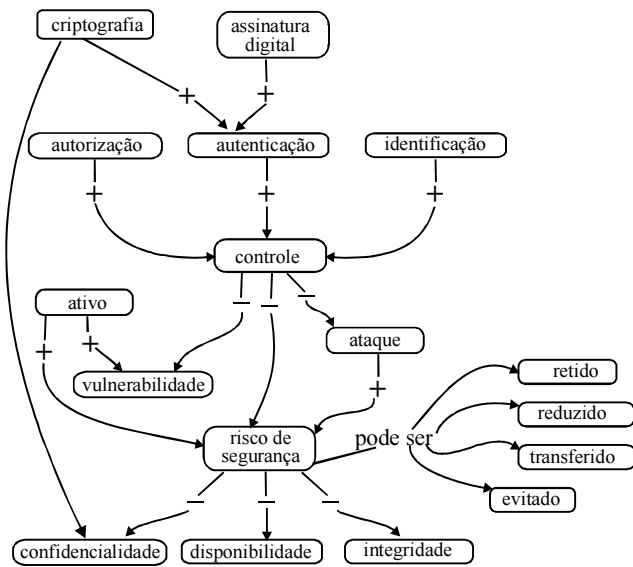 criptografia
assinatura
digital
+
+
autorização
autenticação
identificação
+
+
+
controle
ativo
—
—
—
+
+
ataque
vulnerabilidade
+
retido
risco de
segurança
pode ser
reduzido
transferido
evitado
—
—
—
confidencialidade
disponibilidade
integridade